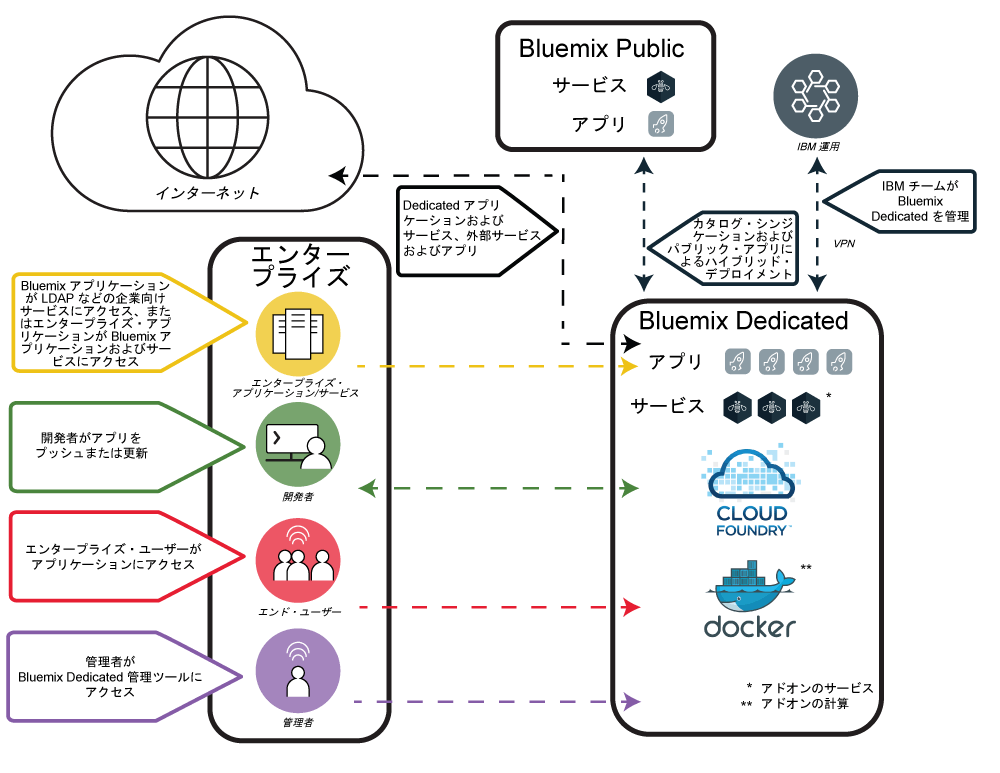 Bluemix Public
サービス
アプリ
IBM 運用
インターネット
Dedicated アプリ
ケーションおよび
サービス、外部サービス
およびアプリ
カタログ・シンジ
ケーションおよび
パブリック・アプリに
よるハイブリッド・
デプロイメント
IBM チームが
Bluemix
Dedicated を管理
VPN
エンター
プライズ
Bluemix アプリケーション
が LDAP などの企業向け
サービスにアクセス、また
はエンタープライズ・アプ
リケーションが Bluemix ア
プリケーションおよびサー
ビスにアクセス
エンタープライズ・
アプリケーション/サービス
開発者がアプリを
プッシュまたは更新
開発者
エンタープライズ・ユーザーが
アプリケーションにアクセス
エンド・ユーザー
管理者が
Bluemix Dedicated 管理ツールに
アクセス
管理者
Bluemix Dedicated
アプリ
サービス
*
CLOUD
FOUNDRY™
**
docker
* アドオンのサービス
** アドオンの計算